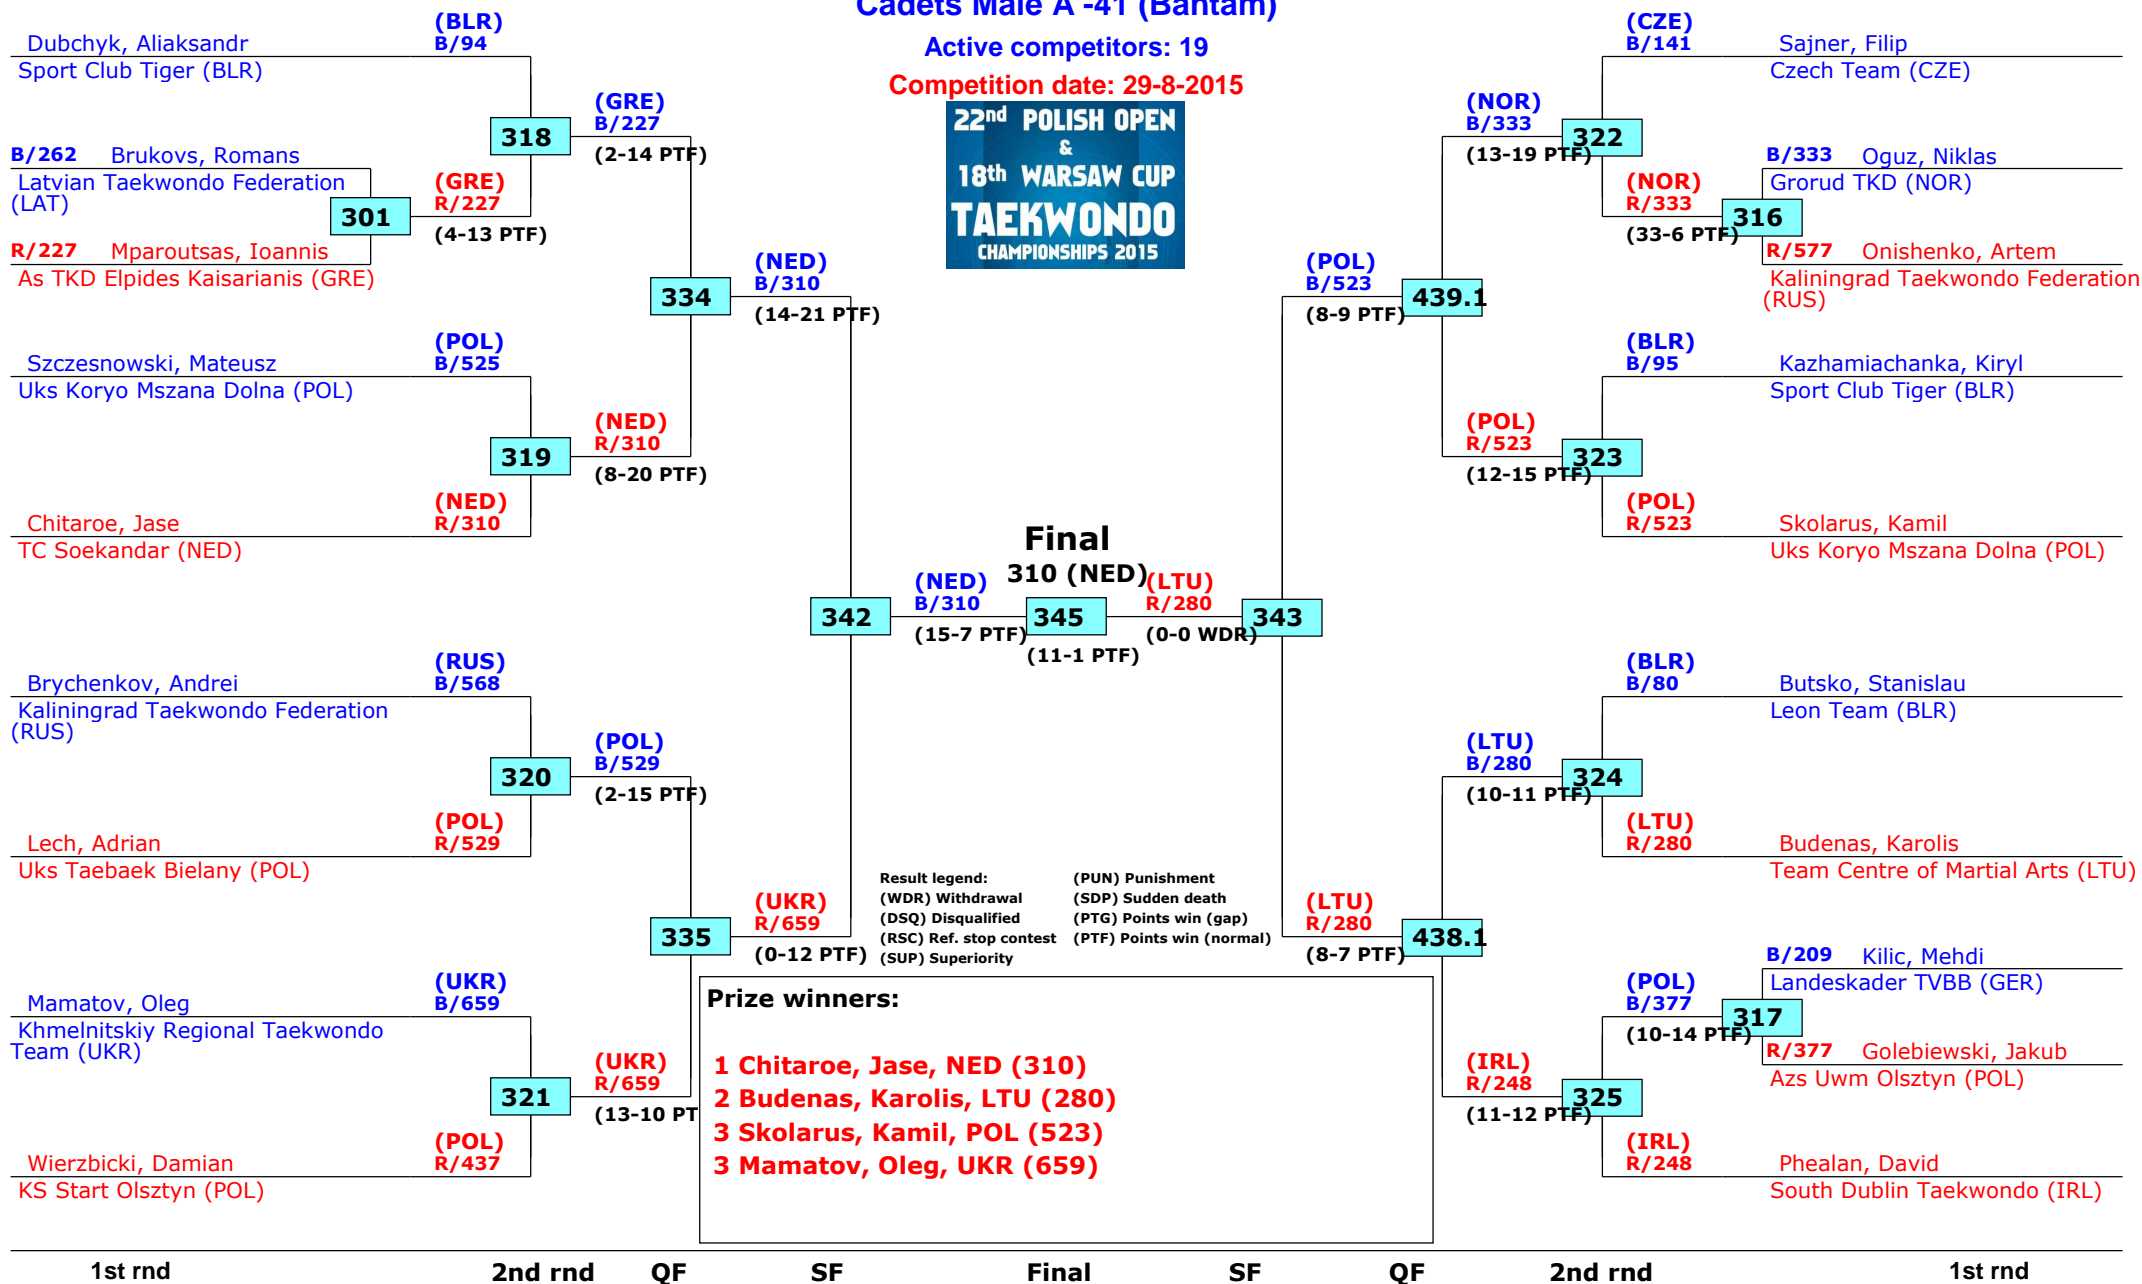 Cadets Male A -41 (Bantam)
Active competitors: 19
Competition date: 29-8-2015
22nd POLISH OPEN
&
18th WARSAW CUP
TAEKWONDO
CHAMPIONSHIPS 2015
(BLR)
B/94
Dubchyk, Aliaksandr
Sport Club Tiger (BLR)
(GRE)
B/227
318
(2-14 PTF)
B/262 Brukovs, Romans
Latvian Taekwondo Federation
(LAT)
(GRE)
R/227
301
(4-13 PTF)
R/227 Mparoutsas, Ioannis
As TKD Elpides Kaisarianis (GRE)
(NED)
B/310
334
(14-21 PTF)
(POL)
B/525
Szczesnowski, Mateusz
Uks Koryo Mszana Dolna (POL)
(NED)
R/310
319
(8-20 PTF)
(NED)
R/310
Chitaroe, Jase
TC Soekandar (NED)
Final
310 (NED)
(NED)
B/310
342
(15-7 PTF)
345
(11-1 PTF)
(LTU)
R/280
343
(0-0 WDR)
(RUS)
B/568
Brychenkov, Andrei
Kaliningrad Taekwondo Federation
(RUS)
(POL)
B/529
320
(2-15 PTF)
(POL)
R/529
Lech, Adrian
Uks Taebaek Bielany (POL)
(UKR)
R/659
335
(0-12 PTF)
(UKR)
B/659
Mamatov, Oleg
Khmelnitskiy Regional Taekwondo
Team (UKR)
(UKR)
R/659
321
(13-10 PT
(POL)
R/437
Wierzbicki, Damian
KS Start Olsztyn (POL)
(CZE)
B/141
Sajner, Filip
Czech Team (CZE)
(NOR)
B/333
322
(13-19 PTF)
B/333 Oguz, Niklas
Grorud TKD (NOR)
(NOR)
R/333
316
(33-6 PTF)
R/577 Onishenko, Artem
Kaliningrad Taekwondo Federation
(RUS)
(POL)
B/523
439.1
(8-9 PTF)
(BLR)
B/95
Kazhamiachanka, Kiryl
Sport Club Tiger (BLR)
(POL)
R/523
323
(12-15 PTF)
(POL)
R/523
Skolarus, Kamil
Uks Koryo Mszana Dolna (POL)
(BLR)
B/80
Butsko, Stanislau
Leon Team (BLR)
(LTU)
B/280
324
(10-11 PTF)
(LTU)
R/280
Budenas, Karolis
Team Centre of Martial Arts (LTU)
(LTU)
R/280
438.1
(8-7 PTF)
B/209 Kilic, Mehdi
Landeskader TVBB (GER)
(POL)
B/377
317
(10-14 PTF)
R/377 Golebiewski, Jakub
Azs Uwm Olsztyn (POL)
(IRL)
R/248
325
(11-12 PTF)
(IRL)
R/248
Phealan, David
South Dublin Taekwondo (IRL)
Result legend: (PUN) Punishment
(WDR) Withdrawal (SDP) Sudden death
(DSQ) Disqualified (PTG) Points win (gap)
(RSC) Ref. stop contest (PTF) Points win (normal)
(SUP) Superiority
Prize winners:
1 Chitaroe, Jase, NED (310)
2 Budenas, Karolis, LTU (280)
3 Skolarus, Kamil, POL (523)
3 Mamatov, Oleg, UKR (659)
1st rnd 2nd rnd QF SF Final SF QF 2nd rnd 1st rnd